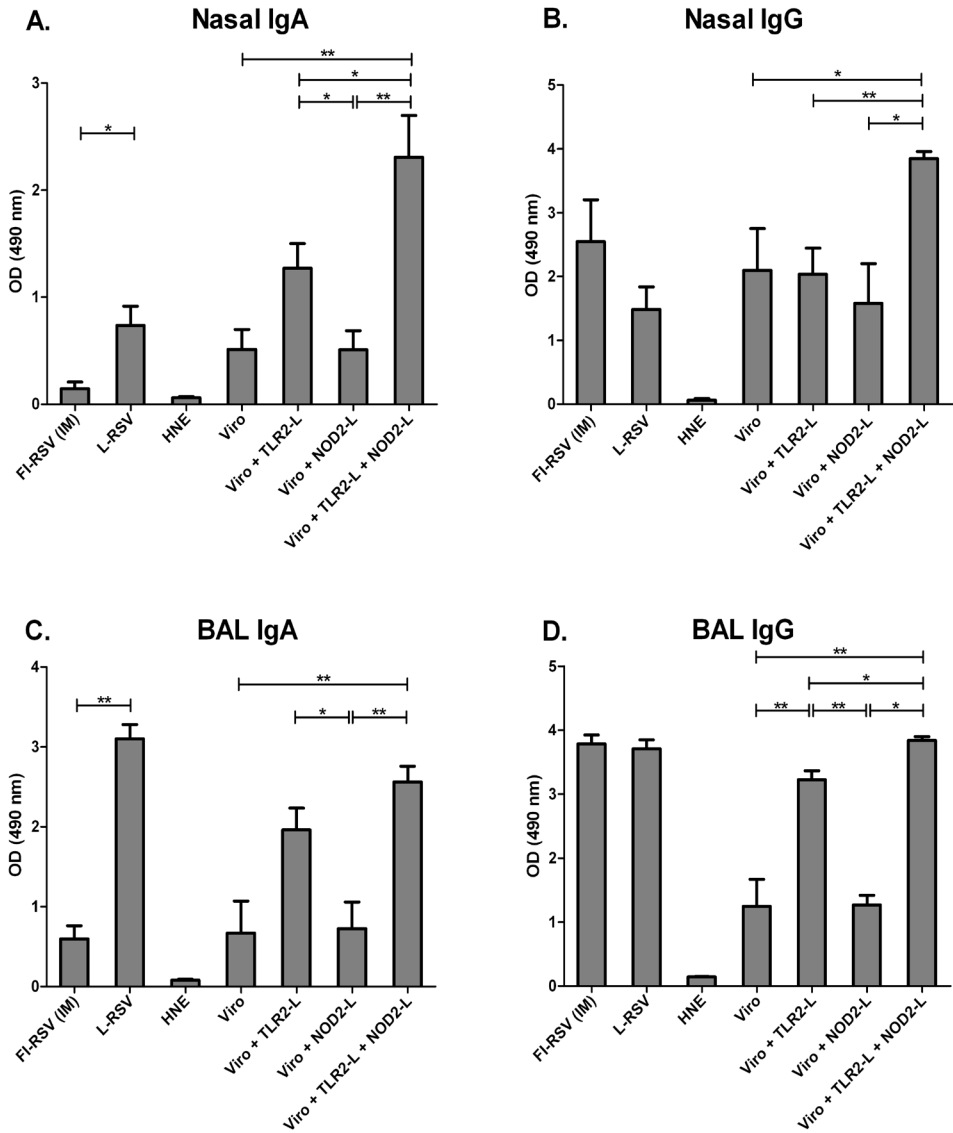 A.
Nasal IgA
**
*
*
**
*
OD (490 nm)
3
2
1
0
FI-RSV (IM)
L-RSV
HNE
Viro
Viro + TLR2-L
Viro + NOD2-L
Viro + TLR2-L + NOD2-L
B.
Nasal IgG
*
**
*
OD (490 nm)
5
4
3
2
1
0
FI-RSV (IM)
L-RSV
HNE
Viro
Viro + TLR2-L
Viro + NOD2-L
Viro + TLR2-L + NOD2-L
C.
BAL IgA
**
**
*
**
OD (490 nm)
4
3
2
1
0
FI-RSV (IM)
L-RSV
HNE
Viro
Viro + TLR2-L
Viro + NOD2-L
Viro + TLR2-L + NOD2-L
D.
BAL IgG
**
*
**
**
*
OD (490 nm)
5
4
3
2
1
0
FI-RSV (IM)
L-RSV
HNE
Viro
Viro + TLR2-L
Viro + NOD2-L
Viro + TLR2-L + NOD2-L